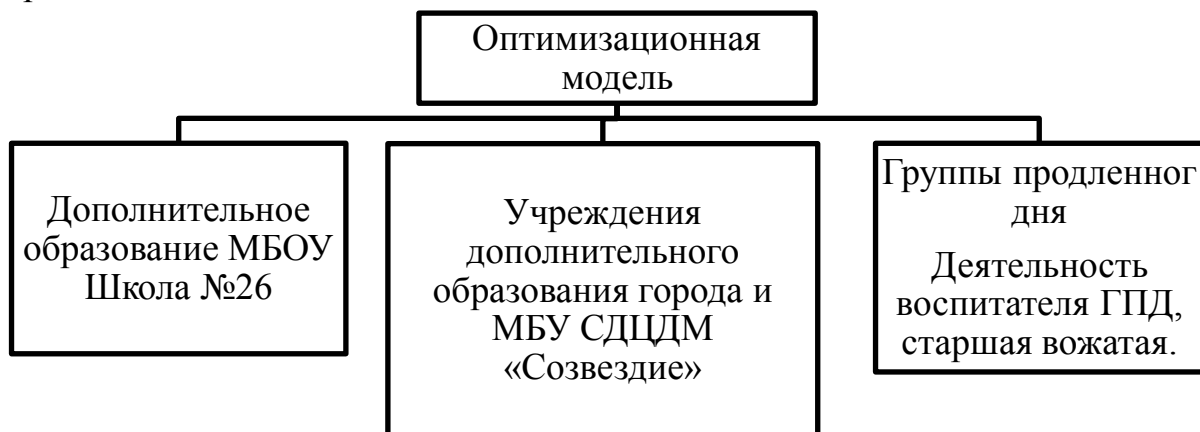 Оптимизационная
модель
Дополнительное
образование МБОУ
Школа №26
Учреждения
дополнительного
образования города и
МБУ СДЦДМ
«Созвездие»
Группы продленног
дня
Деятельность
воспитателя ГПД,
старшая вожатая.